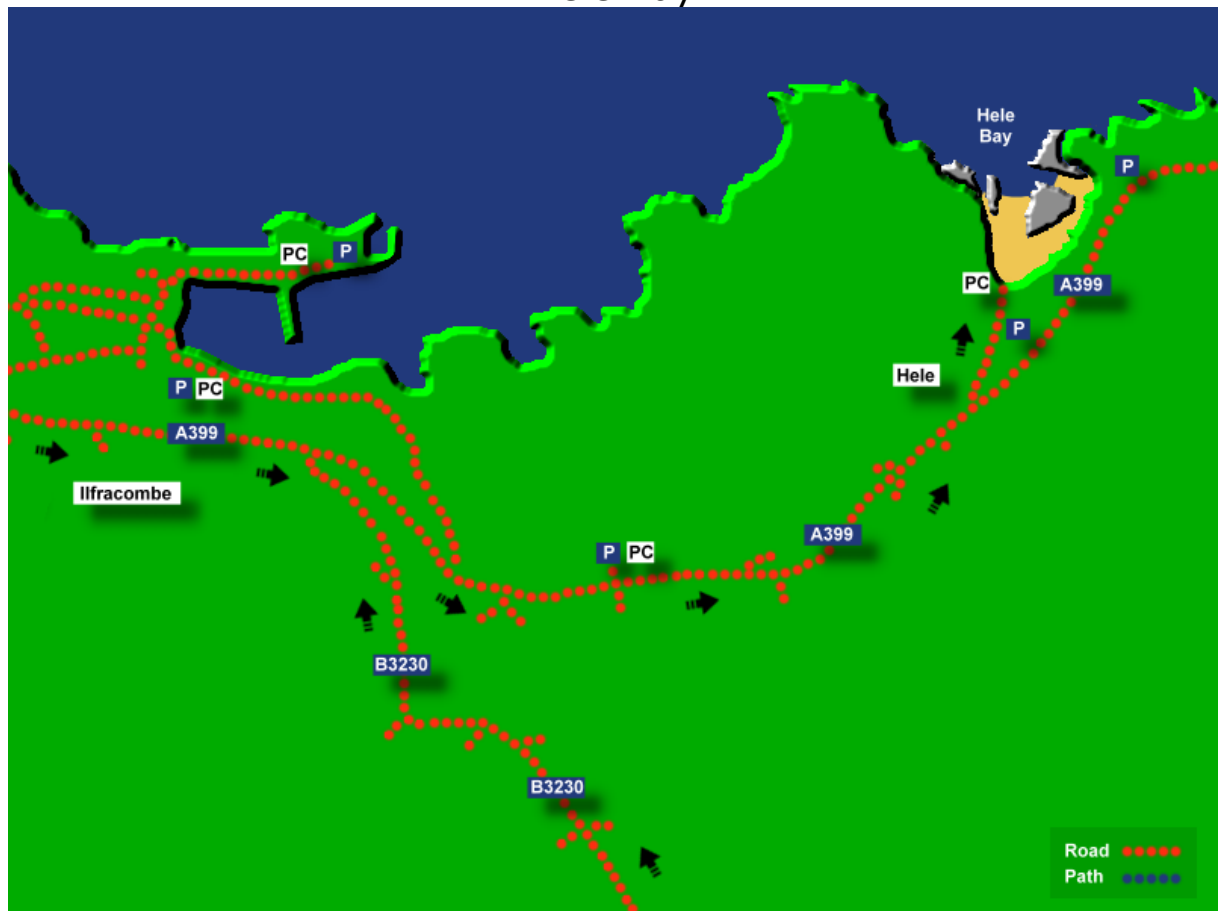 Hele
Bay
P
PC
P
PC
A399
P
P
PC
Hele
A399
Ilfracombe
P
PC
A399
B3230
B3230
Road
Path